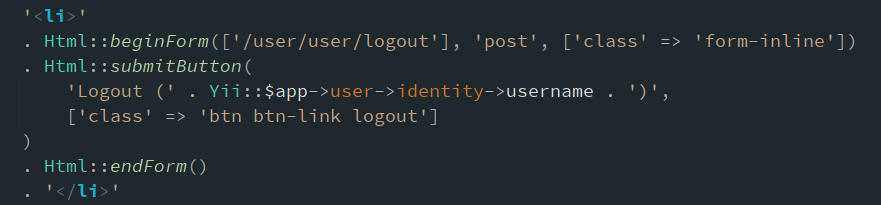 '<li>'
. Html::beginForm(['/user/user/logout'], 'post', ['class' => 'form-inline'])
. Html::submitButton(
    'Logout (' . Yii::$app->user->identity->username . ')',
    ['class' => 'btn btn-link logout']
)
. Html::endForm()
. '</li>'